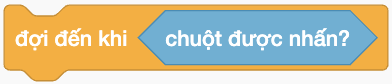 đợi đến khi chuột được nhấn?